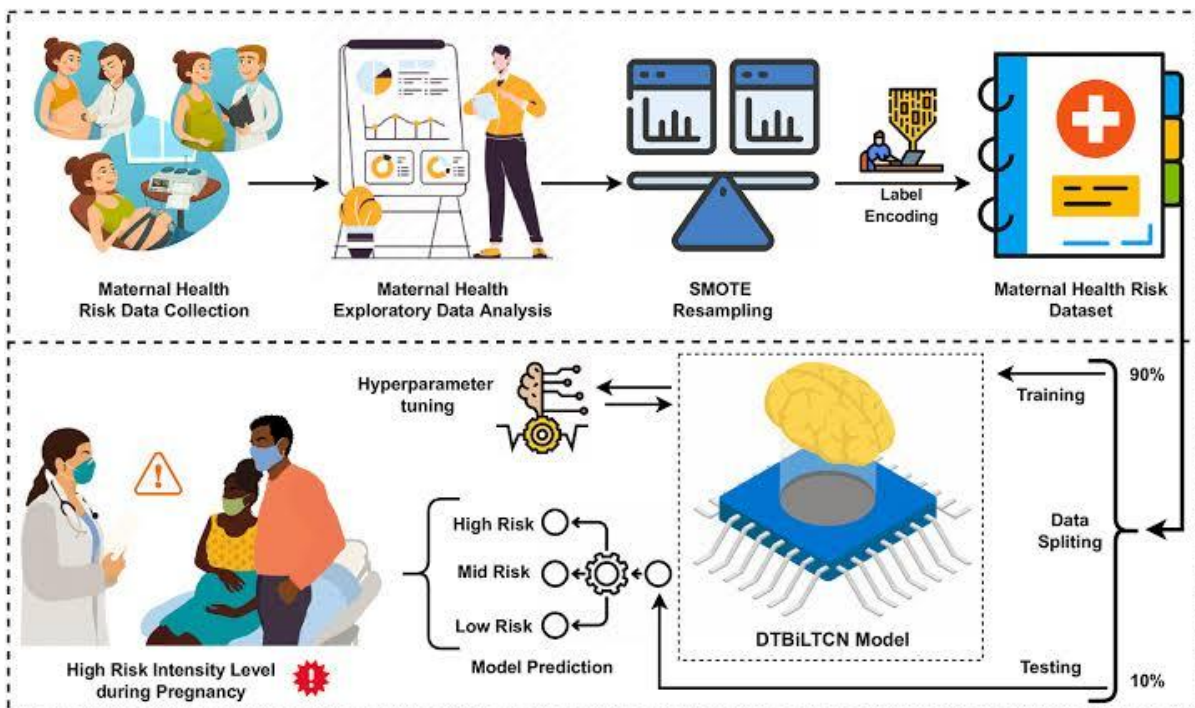 Maternal Health
Risk Data Collection
Maternal Health
Exploratory Data Analysis
SMOTE
Resampling
Label
Encoding
Maternal Health Risk
Dataset
Hyperparameter
tuning
Training
90%
Data
Spliting
High Risk
Mid Risk
Low Risk
Model Prediction
DTBiLTCN Model
Testing
10%
High Risk Intensity Level
during Pregnancy